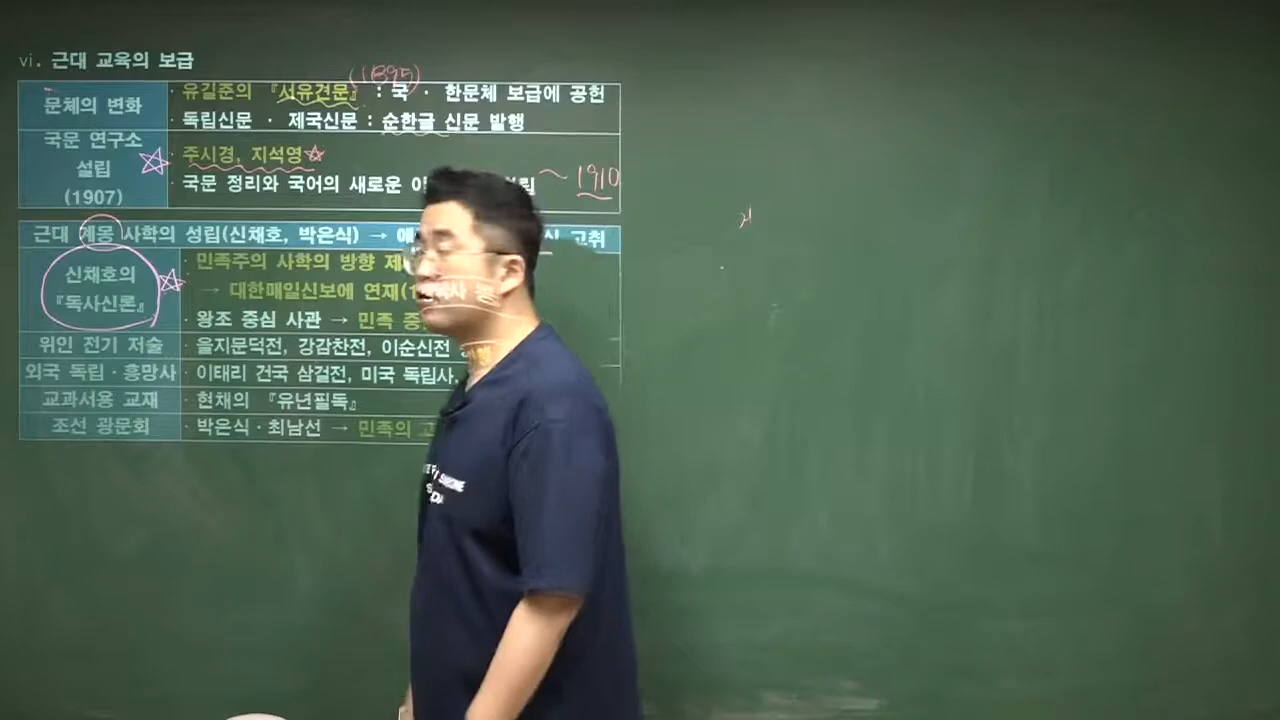 vi. 근대 교육의 보급
(1895)
문체의 변화
· 유길준의 『서유견문』 : 국 · 한문체 보급에 공헌
· 독립신문 · 제국신문 : 순한글 신문 발행
국문 연구소
설립
(1907)
· 주시경, 지석영
· 국문 정리와 국어의 새로운 립
~ 1910
근대 계몽 사학의 성립(신채호, 박은식) → 고취
신채호의
『독사신론』
· 민족주의 사학의 방향
→ 대한매일신보에 연재(
· 왕조 중심 사관 → 민족
위인 전기 저술
· 을지문덕전, 강감찬전, 이순신전
외국 독립·흥망사
· 이태리 건국 삼걸전, 미국 독립사,
교과서용 교재
· 현채의 『유년필독』
조선 광문회
· 박은식·최남선 → 민족의